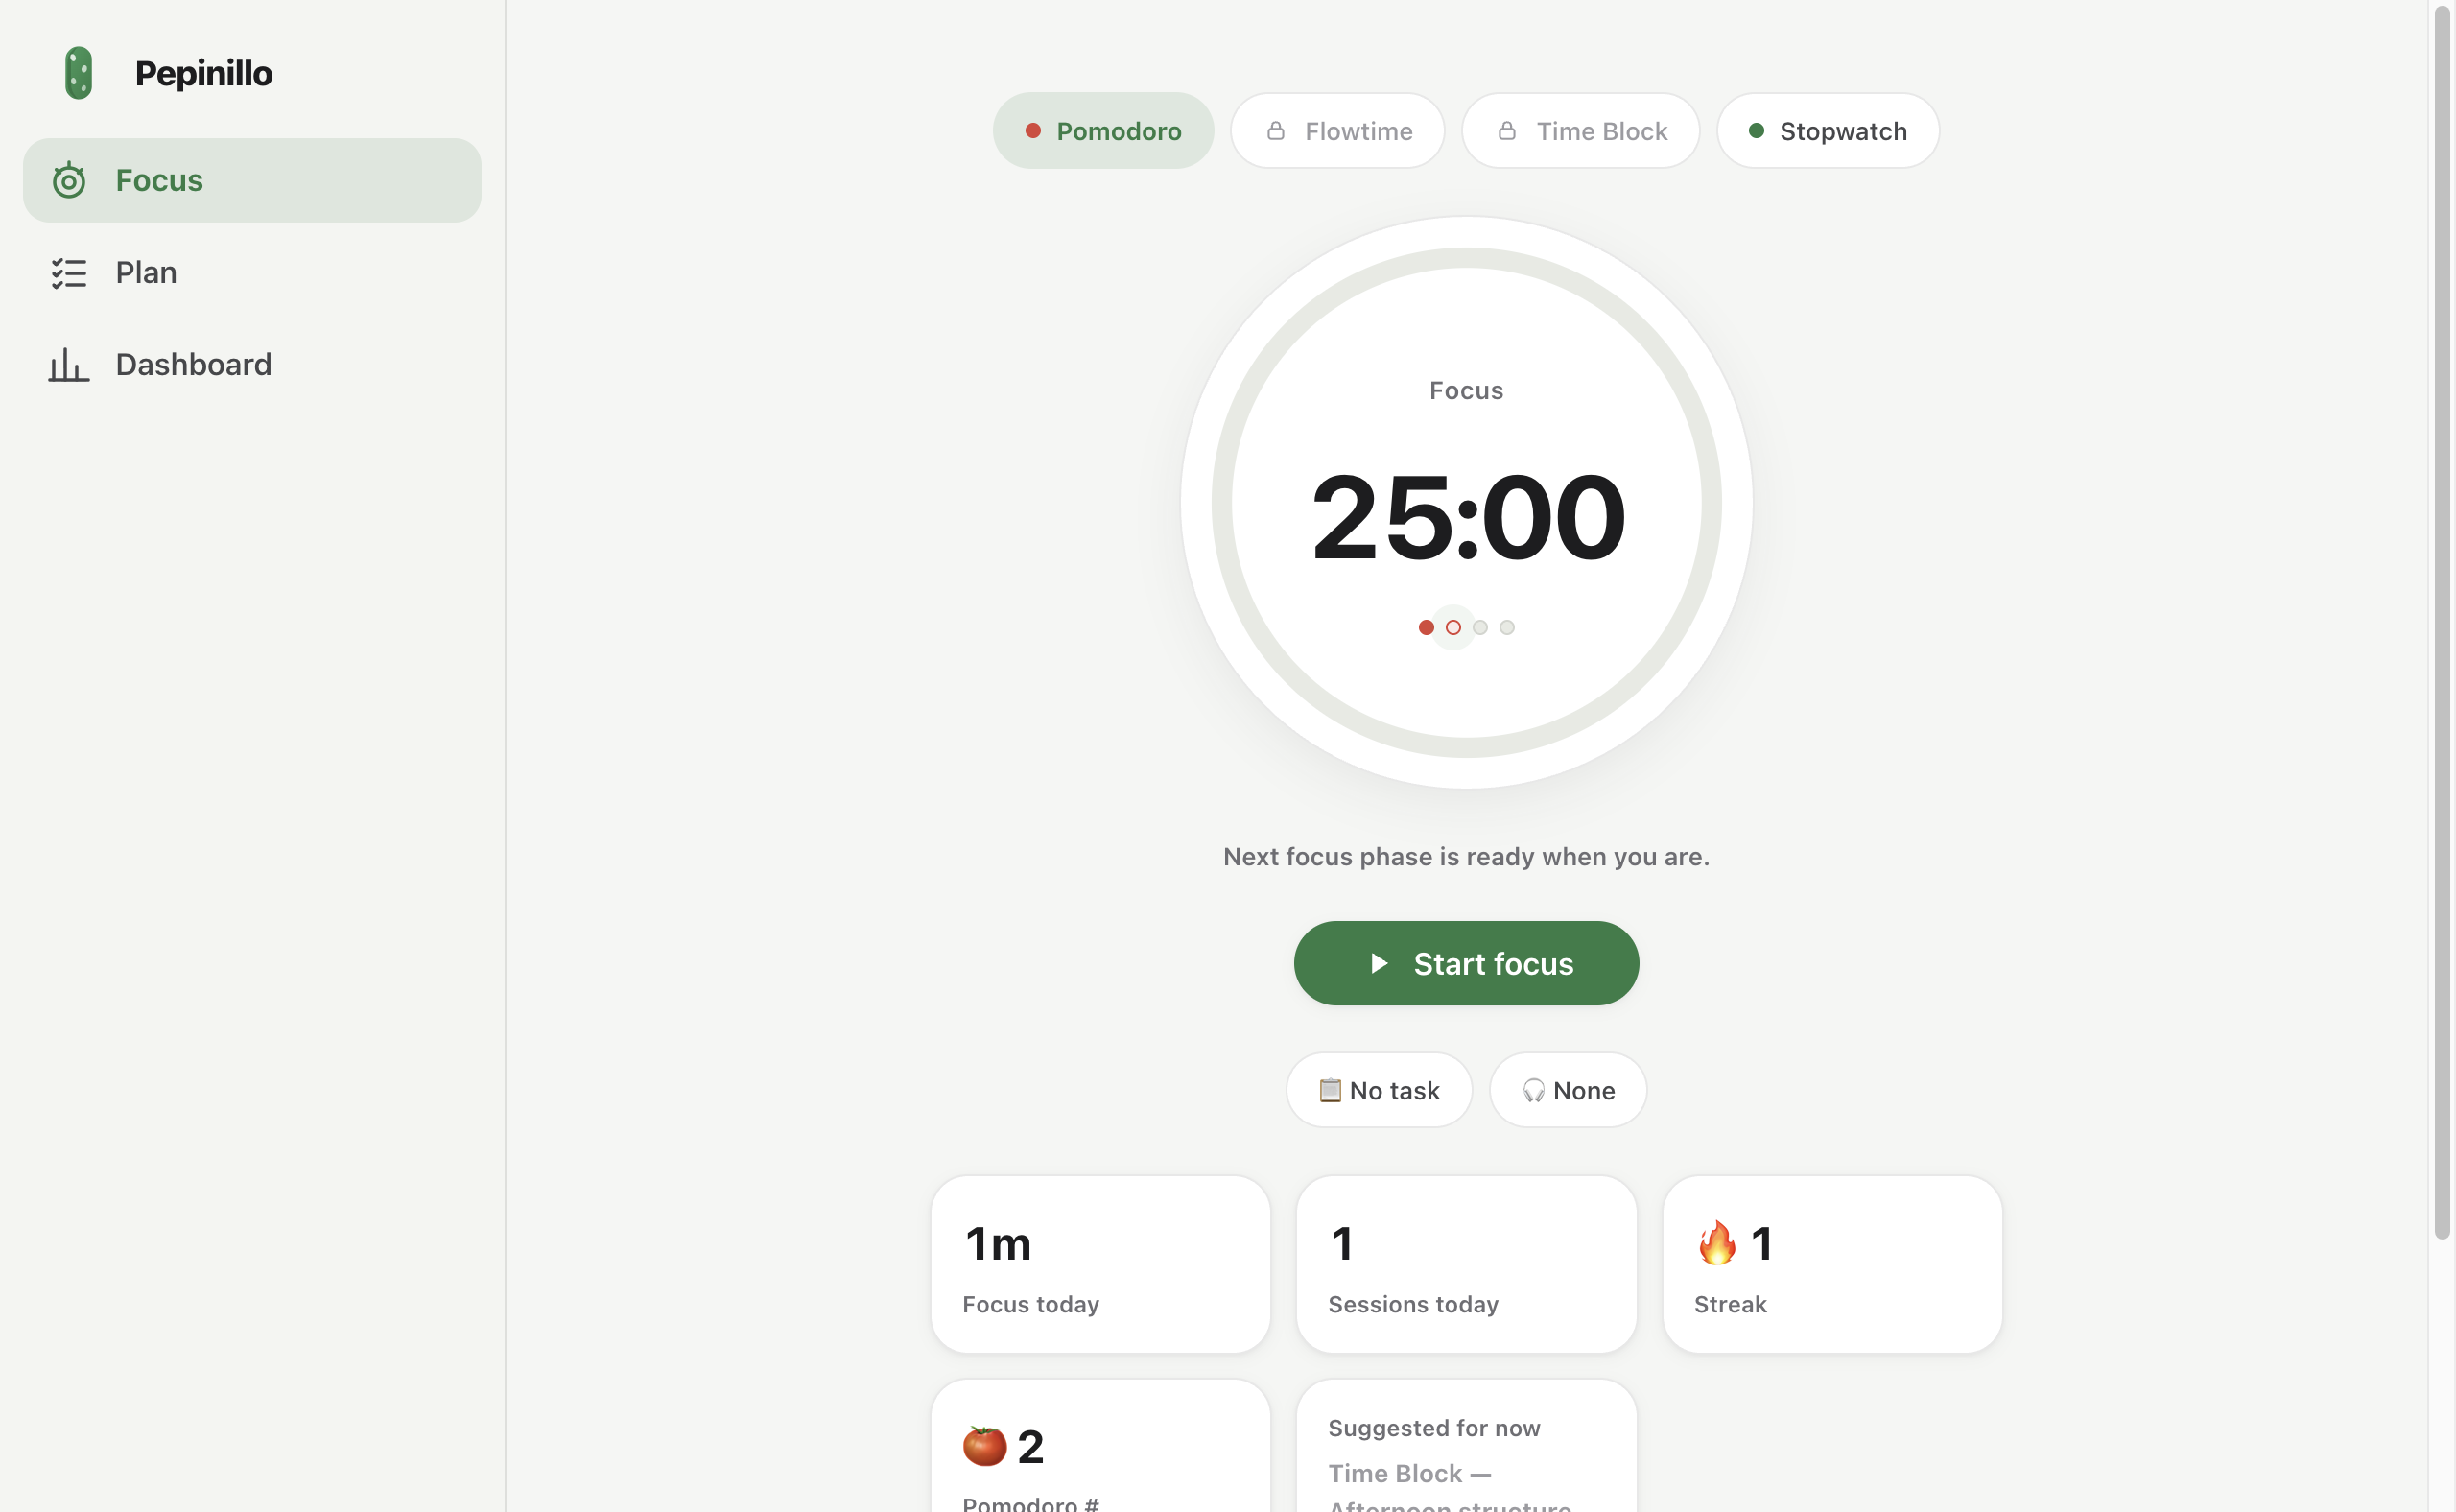 Pepinillo
Focus
Plan
Dashboard
Pomodoro
Flowtime
Time Block
Stopwatch
Focus
25:00
Next focus phase is ready when you are.
Start focus
No task
None
1m
Focus today
1
Sessions today
1
Streak
2
Pomodoro #
Suggested for now
Time Block —
Afternoon structure